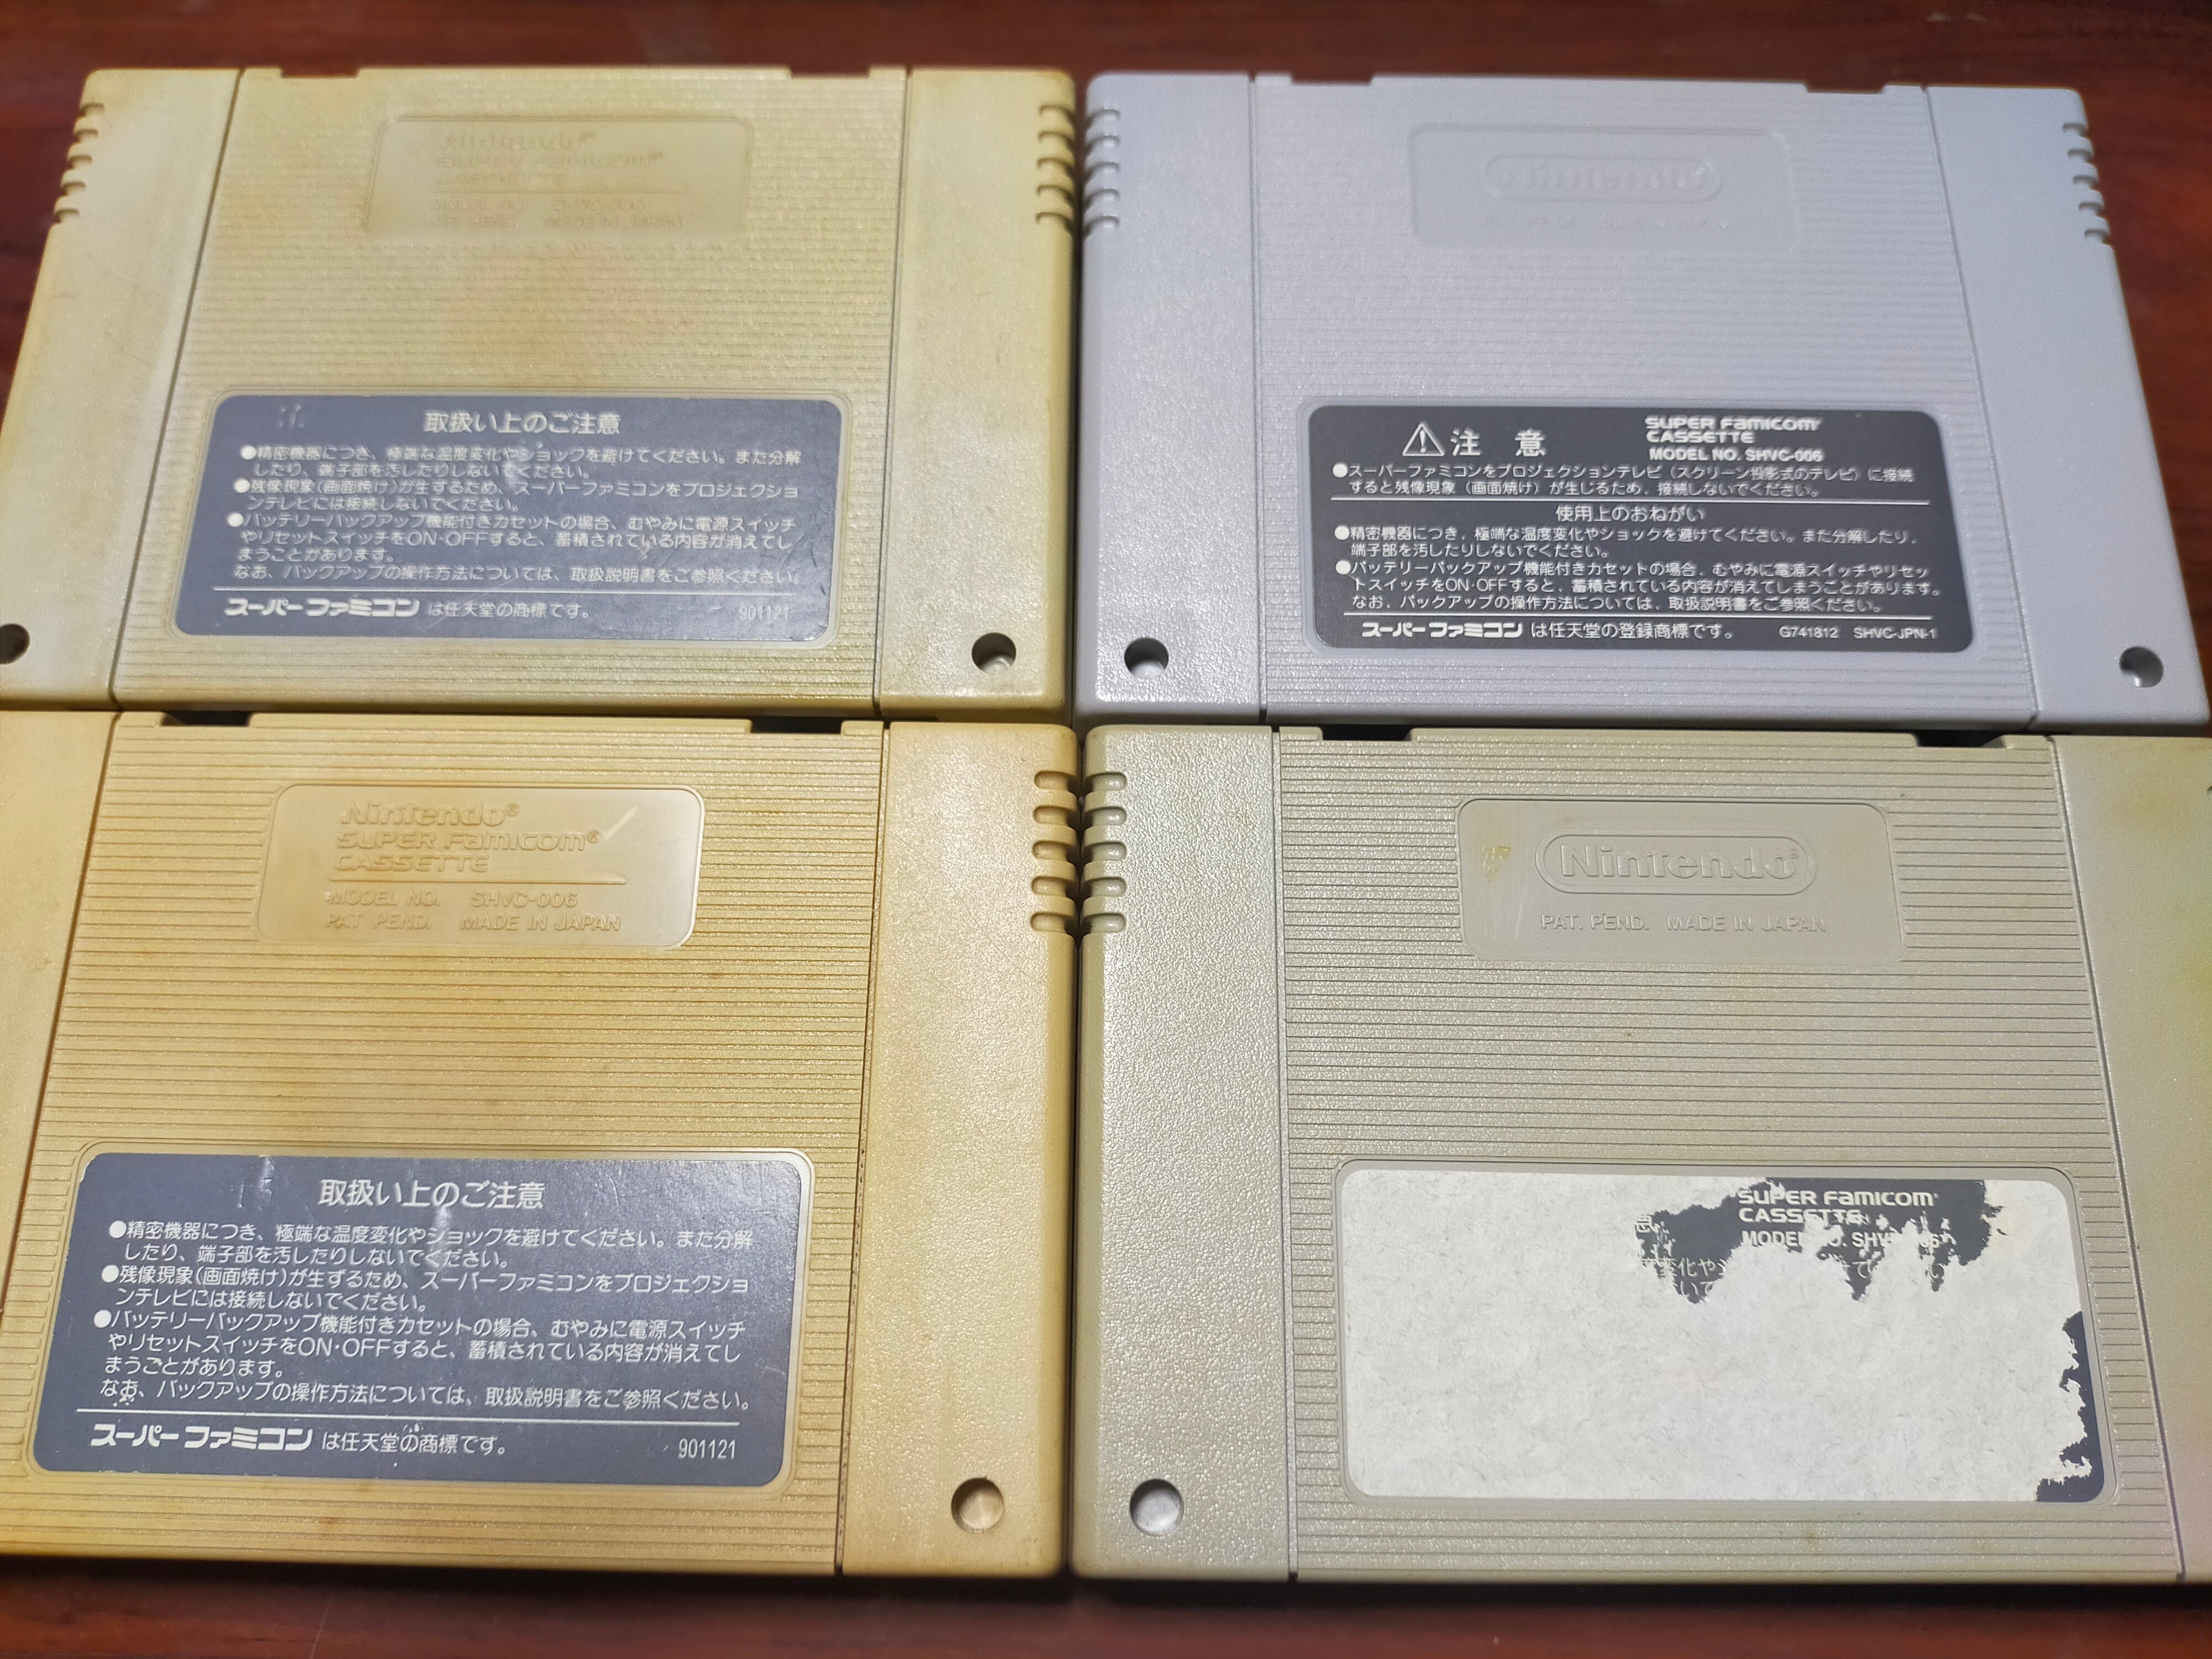 Nintendo®
SUPER FAMICOM®
CASSETTE
MODEL NO. SHVC-006
PAT. PEND. MADE IN JAPAN
取扱い上のご注意
●精密機器につき、極端な温度変化やショックを避けてください。また分解
したり、端子部を汚したりしないでください。
●残像現象(画面焼け)が生ずるため、スーパーファミコンをプロジェクショ
ンテレビには接続しないでください。
●バッテリーバックアップ機能付きカセットの場合、むやみに電源スイッチ
やリセットスイッチをON·OFFすると、蓄積されている内容が消えてし
まうことがあります。
なお、バックアップの操作方法については、取扱説明書をご参照ください。
スーパーファミコン は任天堂の商標です。 901121
Nintendo
⚠注 意
SUPER FAMICOM
CASSETTE
MODEL NO. SHVC-006
●スーパーファミコンをプロジェクションテレビ(スクリーン投影式のテレビ)に接続
すると残像現象(画面焼け)が生じるため、接続しないでください。
使用上のおねがい
●精密機器につき、極端な温度変化やショックを避けてください。また分解したり、
端子部を汚したりしないでください。
●バッテリーバックアップ機能付きカセットの場合、むやみに電源スイッチやリセッ
トスイッチをON·OFFすると、蓄積されている内容が消えてしまうことがあります。
なお、バックアップの操作方法については、取扱説明書をご参照ください。
スーパーファミコン は任天堂の登録商標です。 G741812 SHVC-JPN-1
Nintendo®
SUPER FAMICOM®
CASSETTE
MODEL NO. SHVC-006
PAT. PEND. MADE IN JAPAN
取扱い上のご注意
●精密機器につき、極端な温度変化やショックを避けてください。また分解
したり、端子部を汚したりしないでください。
●残像現象(画面焼け)が生ずるため、スーパーファミコンをプロジェクショ
ンテレビには接続しないでください。
●バッテリーバックアップ機能付きカセットの場合、むやみに電源スイッチ
やリセットスイッチをON·OFFすると、蓄積されている内容が消えてし
まうことがあります。
なお、バックアップの操作方法については、取扱説明書をご参照ください。
スーパーファミコン は任天堂の商標です。 901121
Nintendo®
PAT. PEND. MADE IN JAPAN
SUPER FAMICOM
CASSETTE